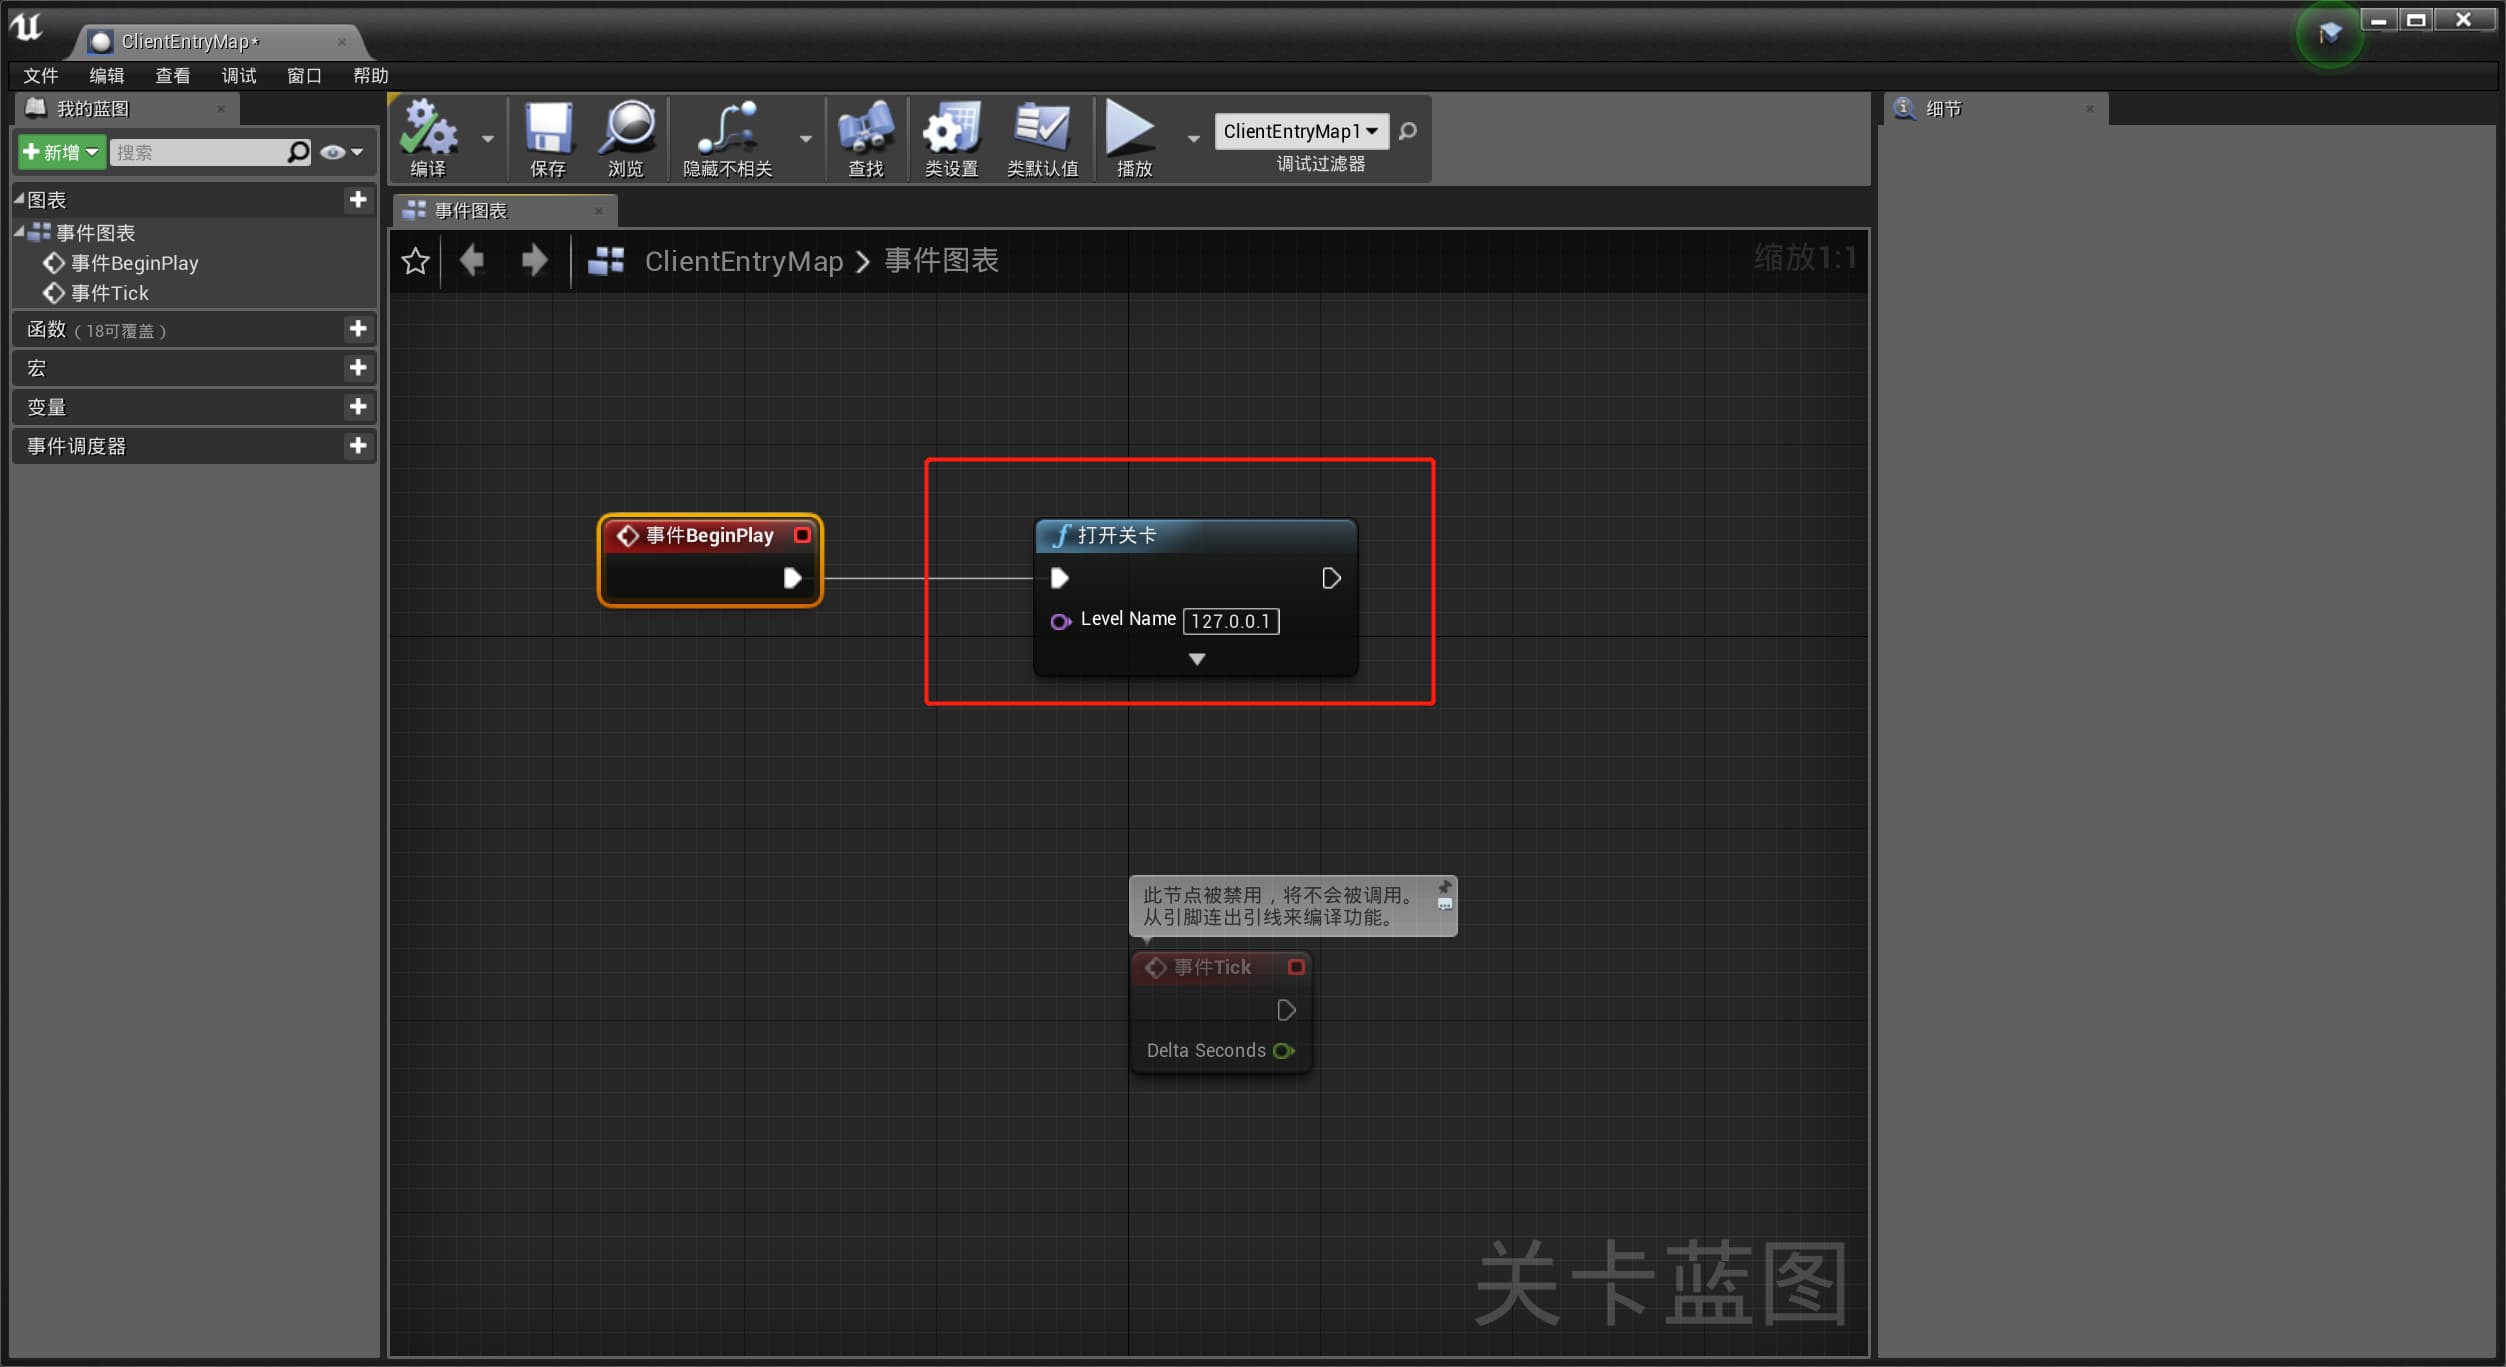 ClientEntryMap*
文件 编辑 查看 调试 窗口 帮助
我的蓝图
新增
搜索
图表
事件图表
事件BeginPlay
事件Tick
函数 (18可覆盖)
宏
变量
事件调度器
编译
保存
浏览
隐藏不相关
查找
类设置
类默认值
播放
ClientEntryMap1
调试过滤器
细节
事件图表
ClientEntryMap > 事件图表
缩放1:1
事件BeginPlay
打开关卡
Level Name 127.0.0.1
此节点被禁用，将不会被调用。
从引脚连出引线来编译功能。
事件Tick
Delta Seconds
关卡蓝图